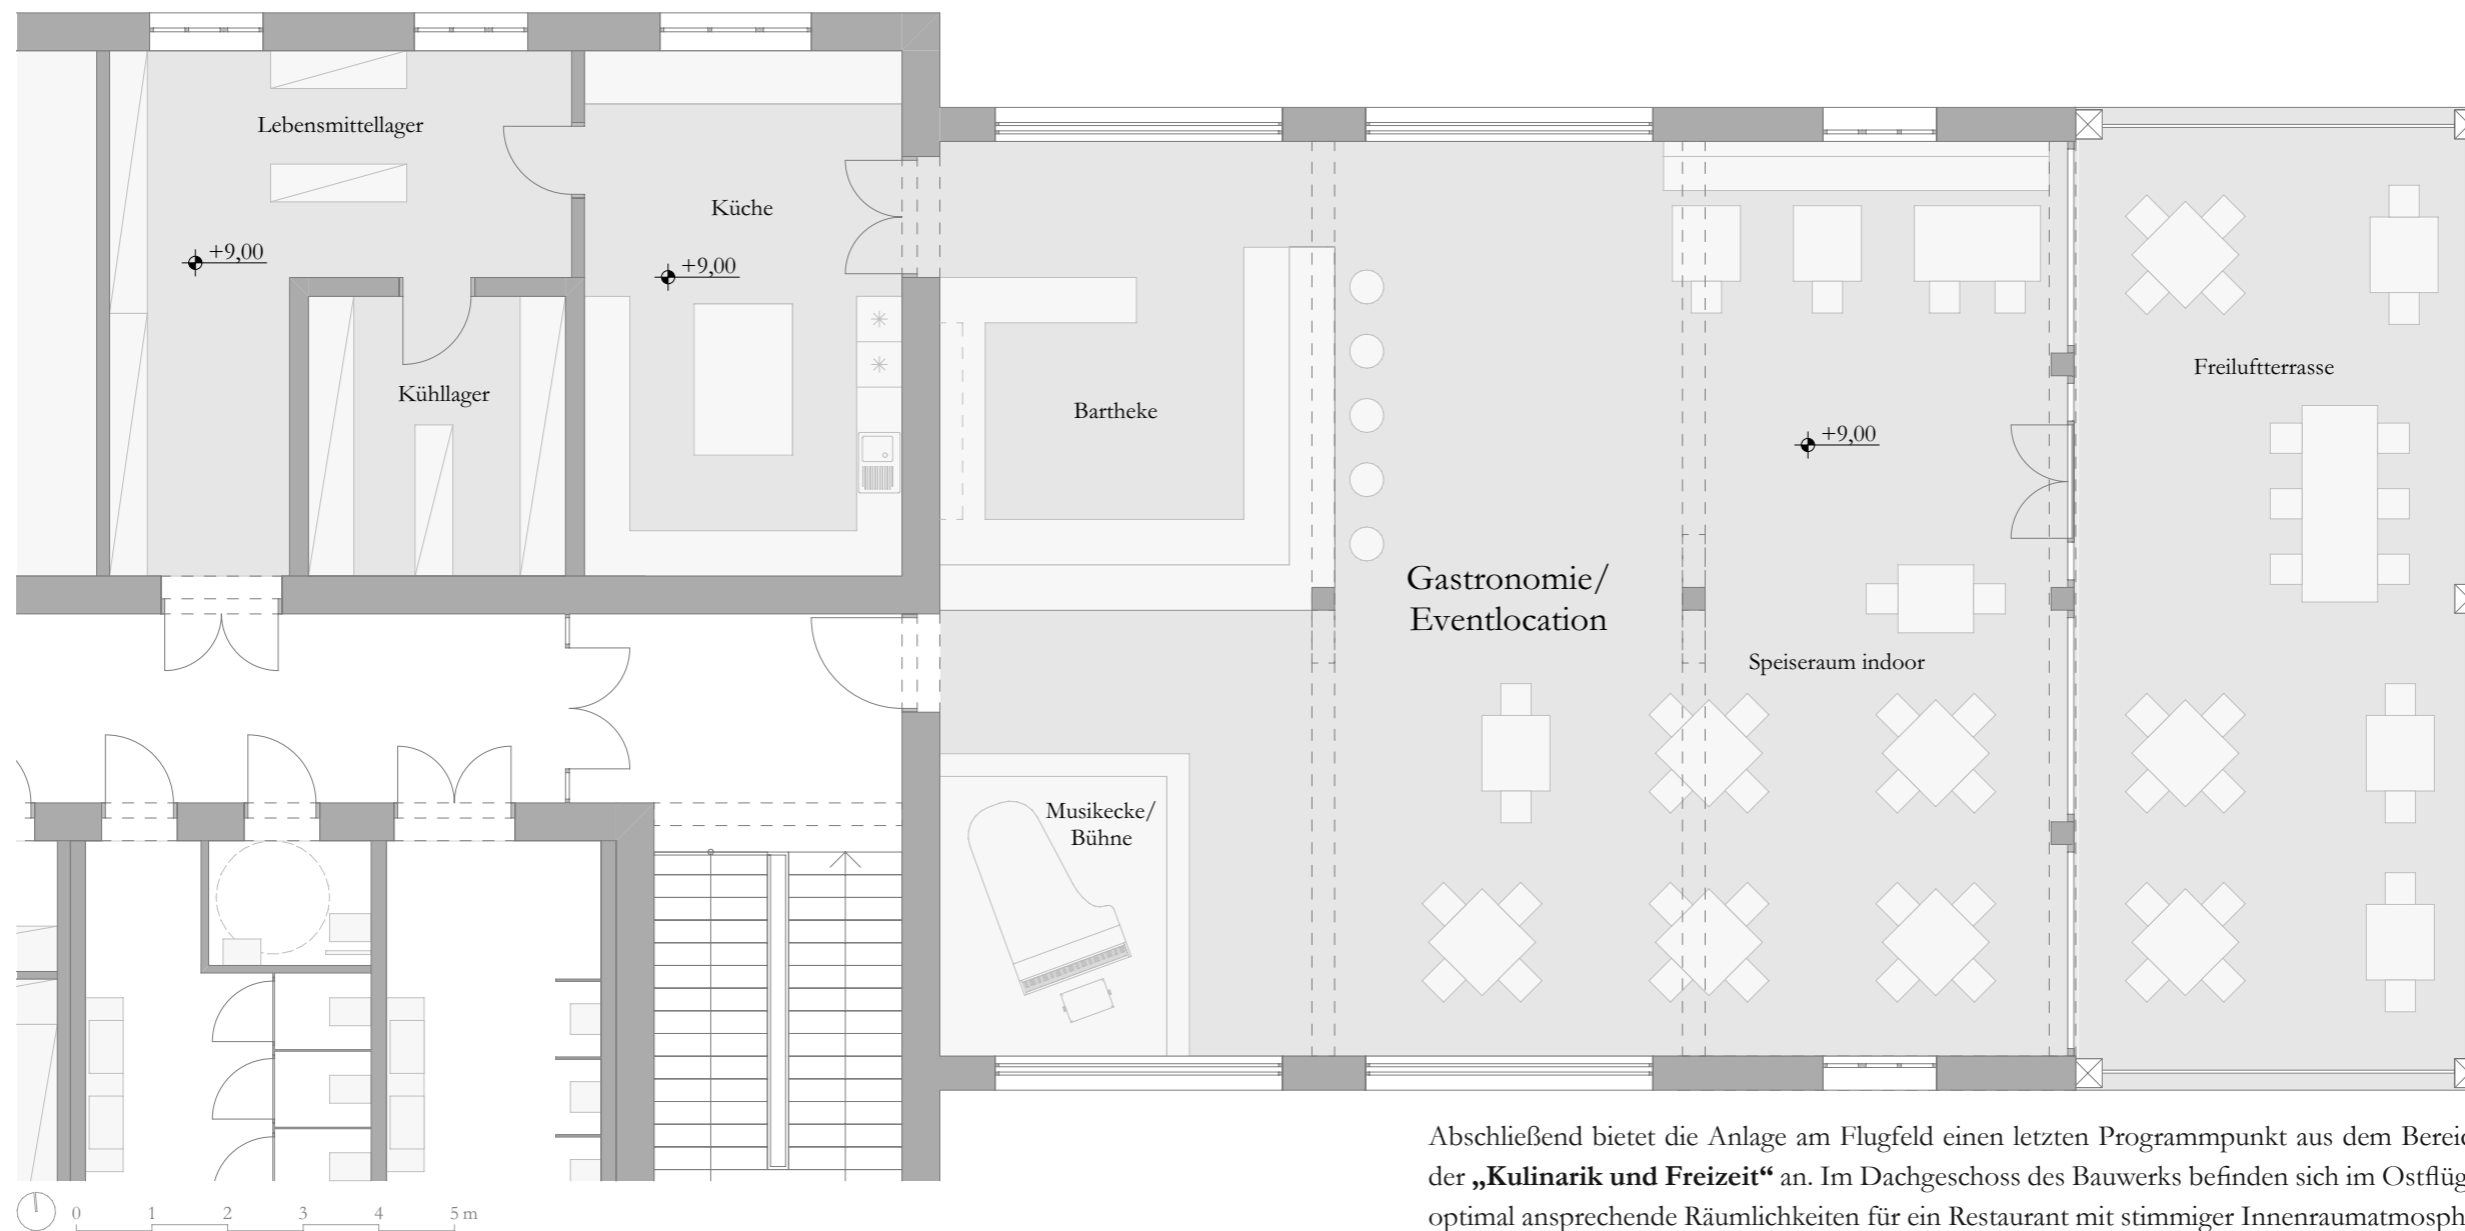 Lebensmittellager
+9,00
Küche
+9,00
Kühllager
Bartheke
+9,00
Freiluftterrasse
Gastronomie/
Eventlocation
Speiseraum indoor
Musikecke/
Bühne
0 1 2 3 4 5 m
Abschließend bietet die Anlage am Flugfeld einen letzten Programmpunkt aus dem Bereic
der „Kulinarik und Freizeit“ an. Im Dachgeschoss des Bauwerks befinden sich im Ostflüg
optimal ansprechende Räumlichkeiten für ein Restaurant mit stimmiger Innenraumatmosph